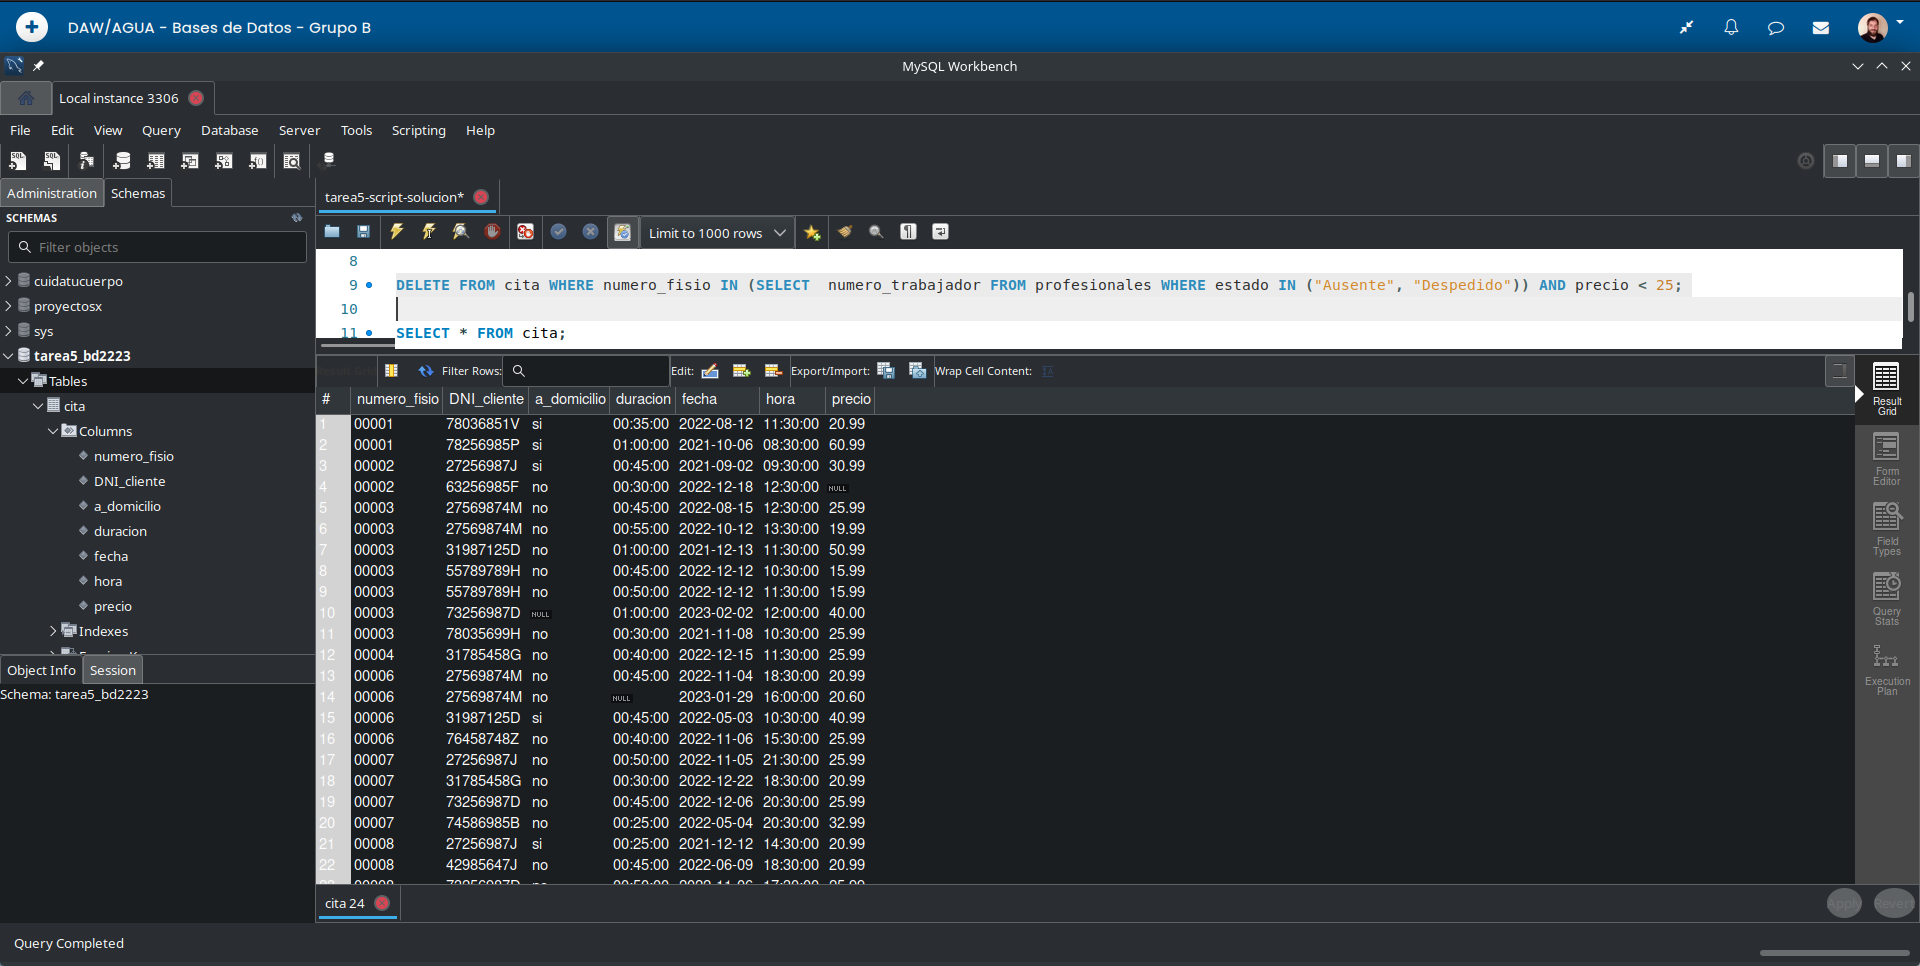 DAW/AGUA - Bases de Datos - Grupo B
MySQL Workbench
Local instance 3306
File Edit View Query Database Server Tools Scripting Help
Administration Schemas
tarea5-script-solucion*
SCHEMAS
Filter objects
Limit to 1000 rows
cuidatucuerpo
proyectosx
sys
tarea5_bd2223
Tables
cita
Columns
numero_fisio
DNI_cliente
a_domicilio
duracion
fecha
hora
precio
Indexes
Object Info Session
Schema: tarea5_bd2223
8
9 DELETE FROM cita WHERE numero_fisio IN (SELECT  numero_trabajador FROM profesionales WHERE estado IN ("Ausente", "Despedido")) AND precio < 25;
10
11 SELECT * FROM cita;
Filter Rows: Edit: Export/Import: Wrap Cell Content:
# numero_fisio DNI_cliente a_domicilio duracion fecha hora precio
1 00001 78036851V si 00:35:00 2022-08-12 11:30:00 20.99
2 00001 78256985P si 01:00:00 2021-10-06 08:30:00 60.99
3 00002 27256987J si 00:45:00 2021-09-02 09:30:00 30.99
4 00002 63256985F no 00:30:00 2022-12-18 12:30:00 NULL
5 00003 27569874M no 00:45:00 2022-08-15 12:30:00 25.99
6 00003 27569874M no 00:55:00 2022-10-12 13:30:00 19.99
7 00003 31987125D no 01:00:00 2021-12-13 11:30:00 50.99
8 00003 55789789H no 00:45:00 2022-12-12 10:30:00 15.99
9 00003 55789789H no 00:50:00 2022-12-12 11:30:00 15.99
10 00003 73256987D NULL 01:00:00 2023-02-02 12:00:00 40.00
11 00003 78035699H no 00:30:00 2021-11-08 10:30:00 25.99
12 00004 31785458G no 00:40:00 2022-12-15 11:30:00 25.99
13 00006 27569874M no 00:45:00 2022-11-04 18:30:00 20.99
14 00006 27569874M no NULL 2023-01-29 16:00:00 20.60
15 00006 31987125D si 00:45:00 2022-05-03 10:30:00 40.99
16 00006 76458748Z no 00:40:00 2022-11-06 15:30:00 25.99
17 00007 27256987J no 00:50:00 2022-11-05 21:30:00 25.99
18 00007 31785458G no 00:30:00 2022-12-22 18:30:00 20.99
19 00007 73256987D no 00:45:00 2022-12-06 20:30:00 25.99
20 00007 74586985B no 00:25:00 2022-05-04 20:30:00 32.99
21 00008 27256987J si 00:25:00 2021-12-12 14:30:00 20.99
22 00008 42985647J no 00:45:00 2022-06-09 18:30:00 20.99
Result
Grid
Form
Editor
Field
Types
Query
Stats
Execution
Plan
cita 24
Apply Revert
Query Completed